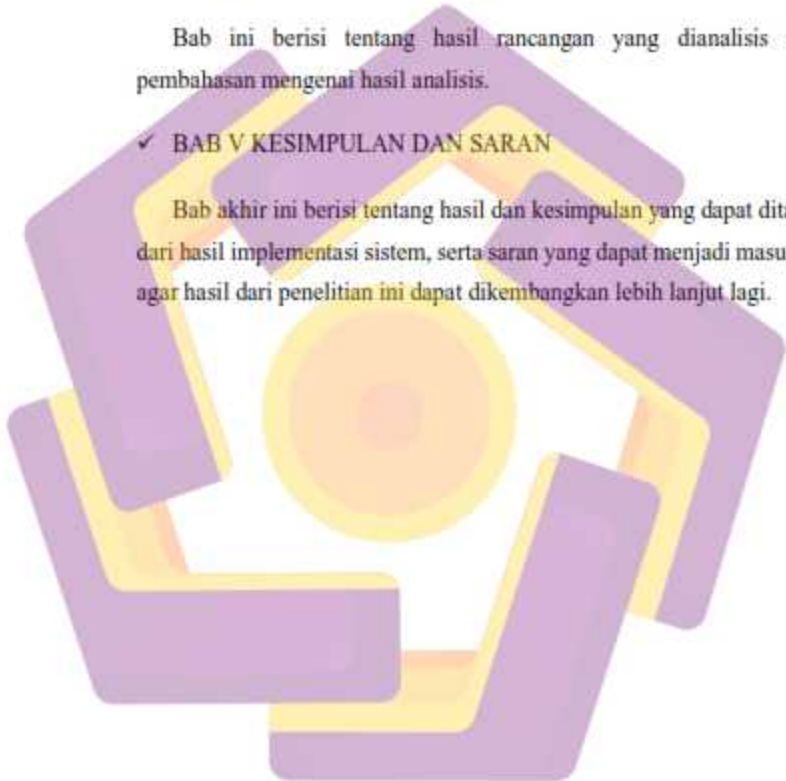 Bab ini berisi tentang hasil rancangan yang dianalisis
pembahasan mengenai hasil analisis.
✓ BAB V KESIMPULAN DAN SARAN
Bab akhir ini berisi tentang hasil dan kesimpulan yang dapat
dari hasil implementasi sistem, serta saran yang dapat menjadi
agar hasil dari penelitian ini dapat dikembangkan lebih lanjut lagi.